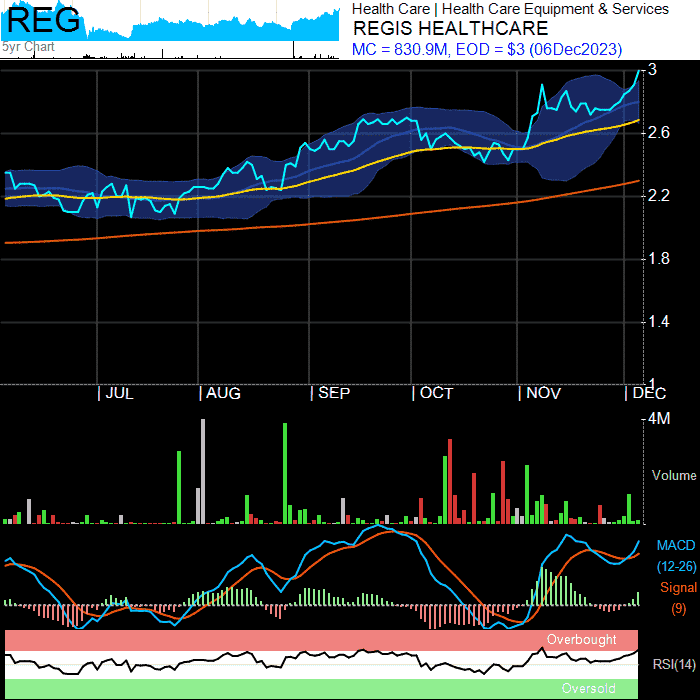 REG
5yr Chart
Health Care | Health Care Equipment & Services
REGIS HEALTHCARE
MC = 830.9M, EOD = $3 (06Dec2023)
3
2.6
2.2
1.8
1.4
1
| JUL | AUG | SEP | OCT | NOV | DEC
4M
Volume
MACD
(12-26)
Signal
(9)
Overbought
RSI(14)
Oversold